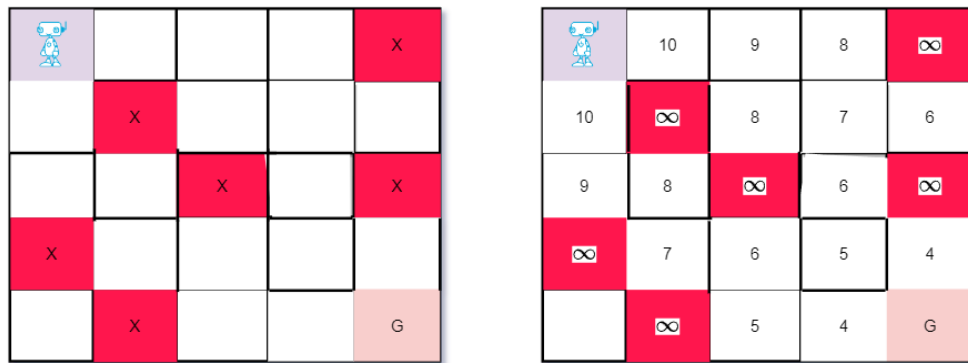 X
X
X X
X
X G
10 9 8 ∞
10 ∞ 8 7 6
9 8 ∞ 6 ∞
∞ 7 6 5 4
∞ 5 4 G